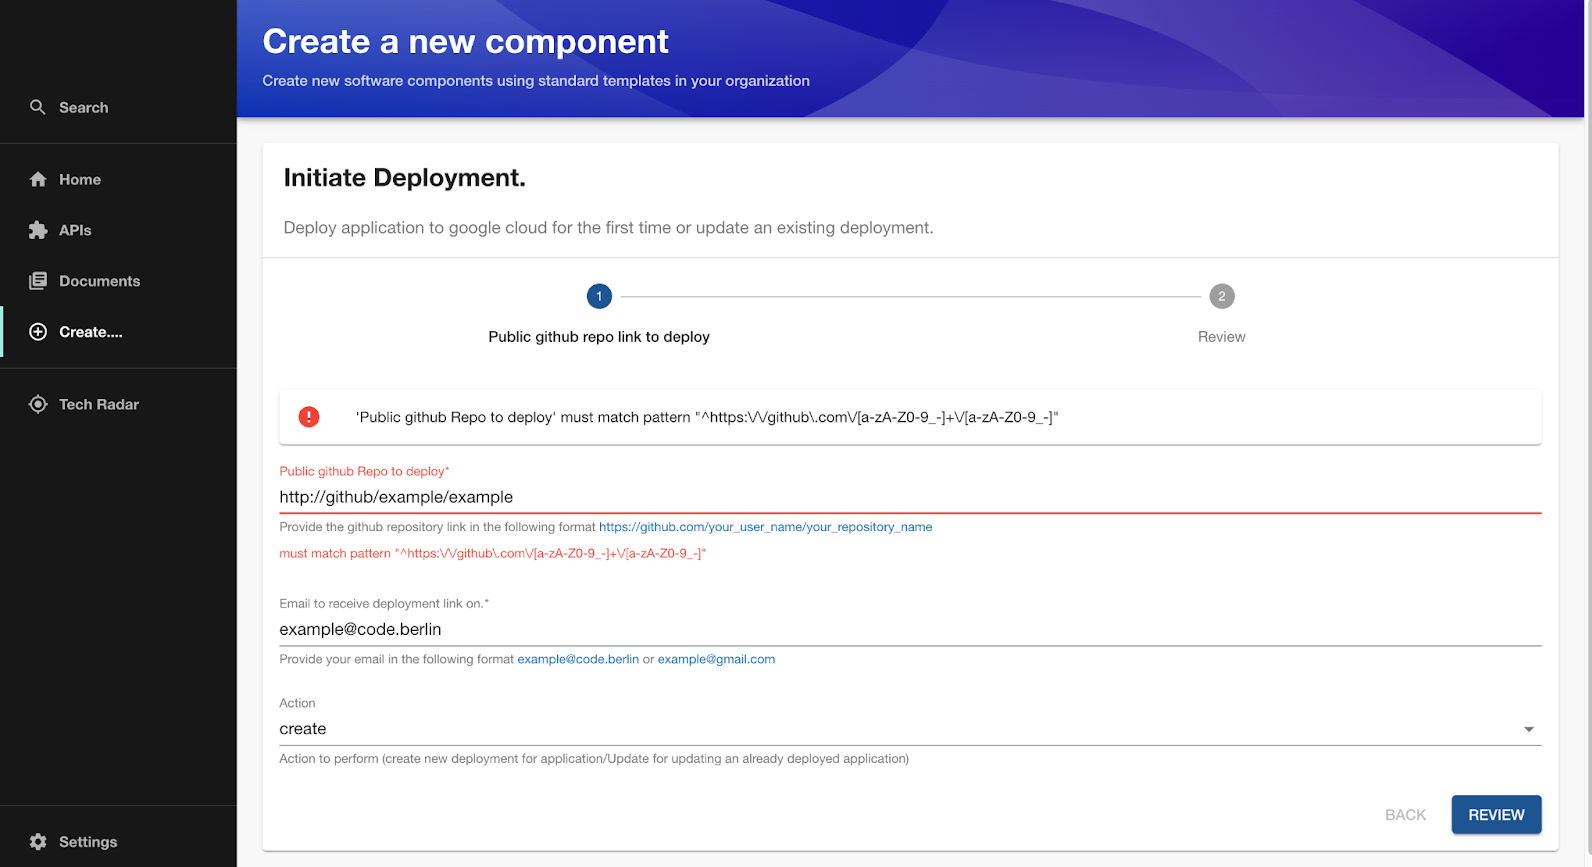 Create a new component
Create new software components using standard templates in your organization
Search
Home
APIs
Documents
Create....
Tech Radar
Settings
Initiate Deployment.
Deploy application to google cloud for the first time or update an existing deployment.
1
2
Public github repo link to deploy
Review
'Public github Repo to deploy' must match pattern "^https:\/\/github\.com\/[a-zA-Z0-9_-]+\/[a-zA-Z0-9_-]"
Public github Repo to deploy*
http://github/example/example
Provide the github repository link in the following format https://github.com/your_user_name/your_repository_name
must match pattern "^https:\/\/github\.com\/[a-zA-Z0-9_-]+\/[a-zA-Z0-9_-]"
Email to receive deployment link on.*
example@code.berlin
Provide your email in the following format example@code.berlin or example@gmail.com
Action
create
Action to perform (create new deployment for application/Update for updating an already deployed application)
BACK
REVIEW